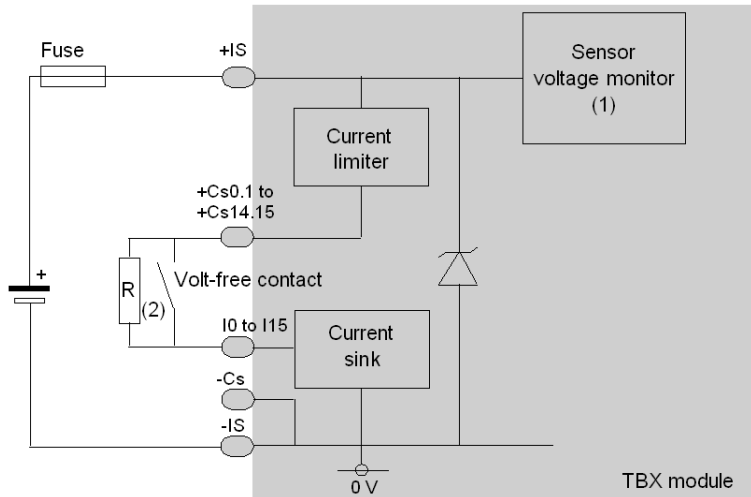 Fuse
+IS
Sensor
voltage monitor
(1)
Current
limiter
+Cs0.1 to
+Cs14.15
+
R
(2)
Volt-free contact
I0 to I15
Current
sink
-Cs
-IS
0 V
TBX module